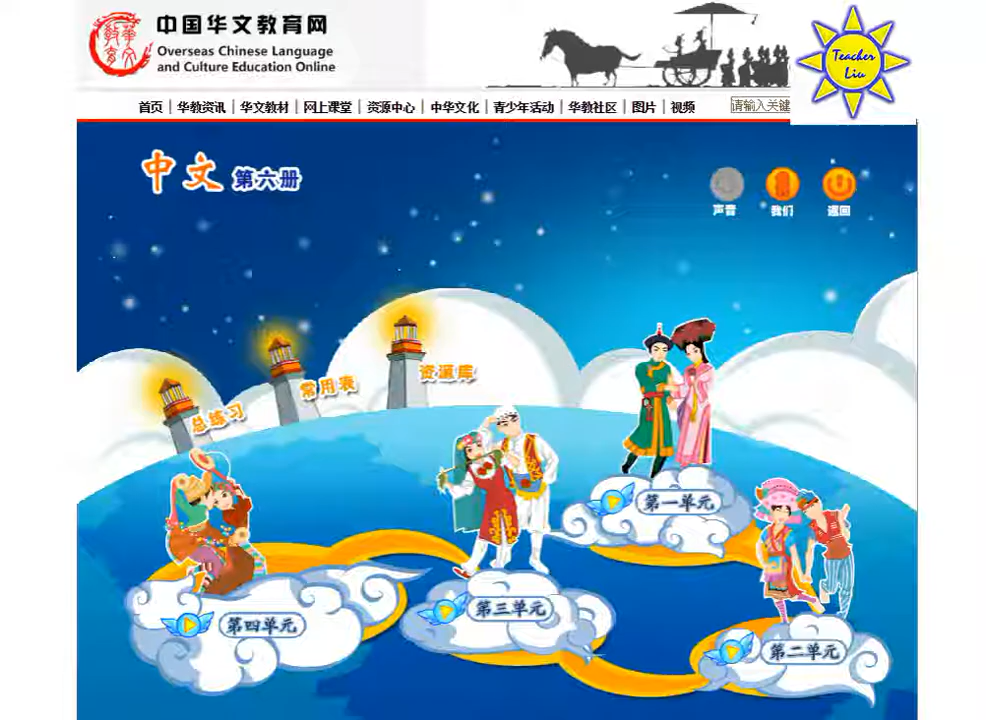 中国华文教育网
Overseas Chinese Language
and Culture Education Online
Teacher
Liu
首页 | 华教资讯 | 华文教材 | 网上课堂 | 资源中心 | 中华文化 | 青少年活动 | 华教社区 | 图片 | 视频
请输入关键
中文 第六册
声音 我们 返回
资源库
常用表
总练习
第一单元
第三单元
第四单元
第二单元